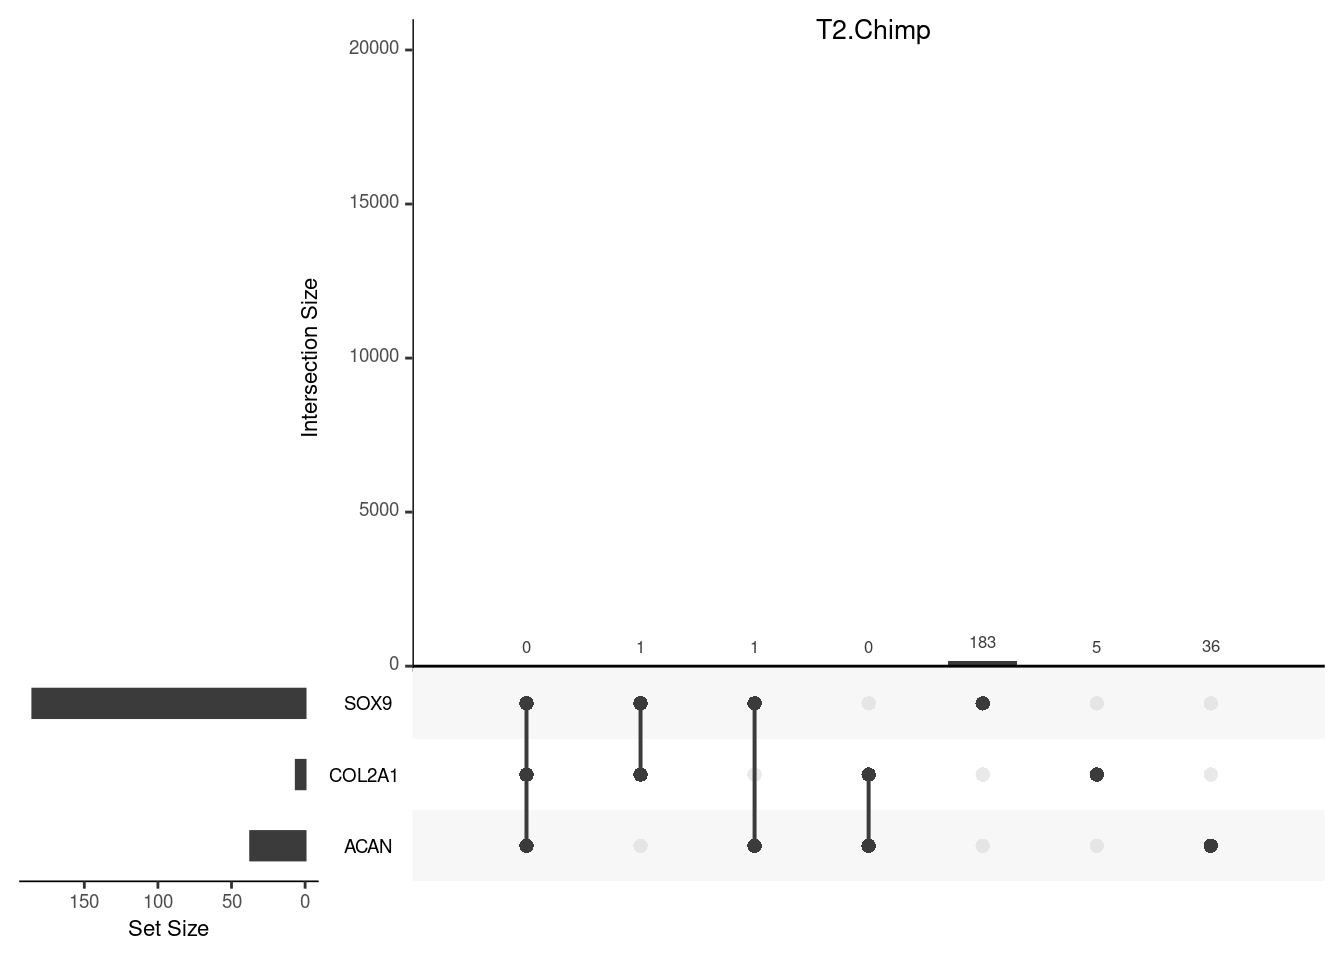 T2.Chimp
20000
15000
10000
5000
0
Intersection Size
0 1 1 0 183 5 36
SOX9
COL2A1
ACAN
150 100 50 0
Set Size